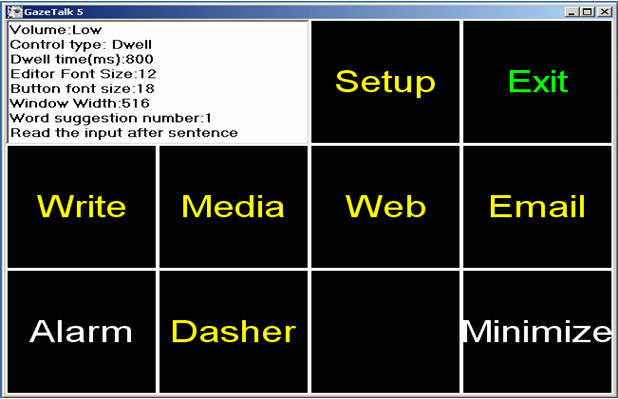 GazeTalk 5
Volume:Low
Control type: Dwell
Dwell time(ms):800
Editor Font Size:12
Button font size:18
Window Width:516
Word suggestion number:1
Read the input after sentence
Setup
Exit
Write
Media
Web
Email
Alarm
Dasher
Minimize